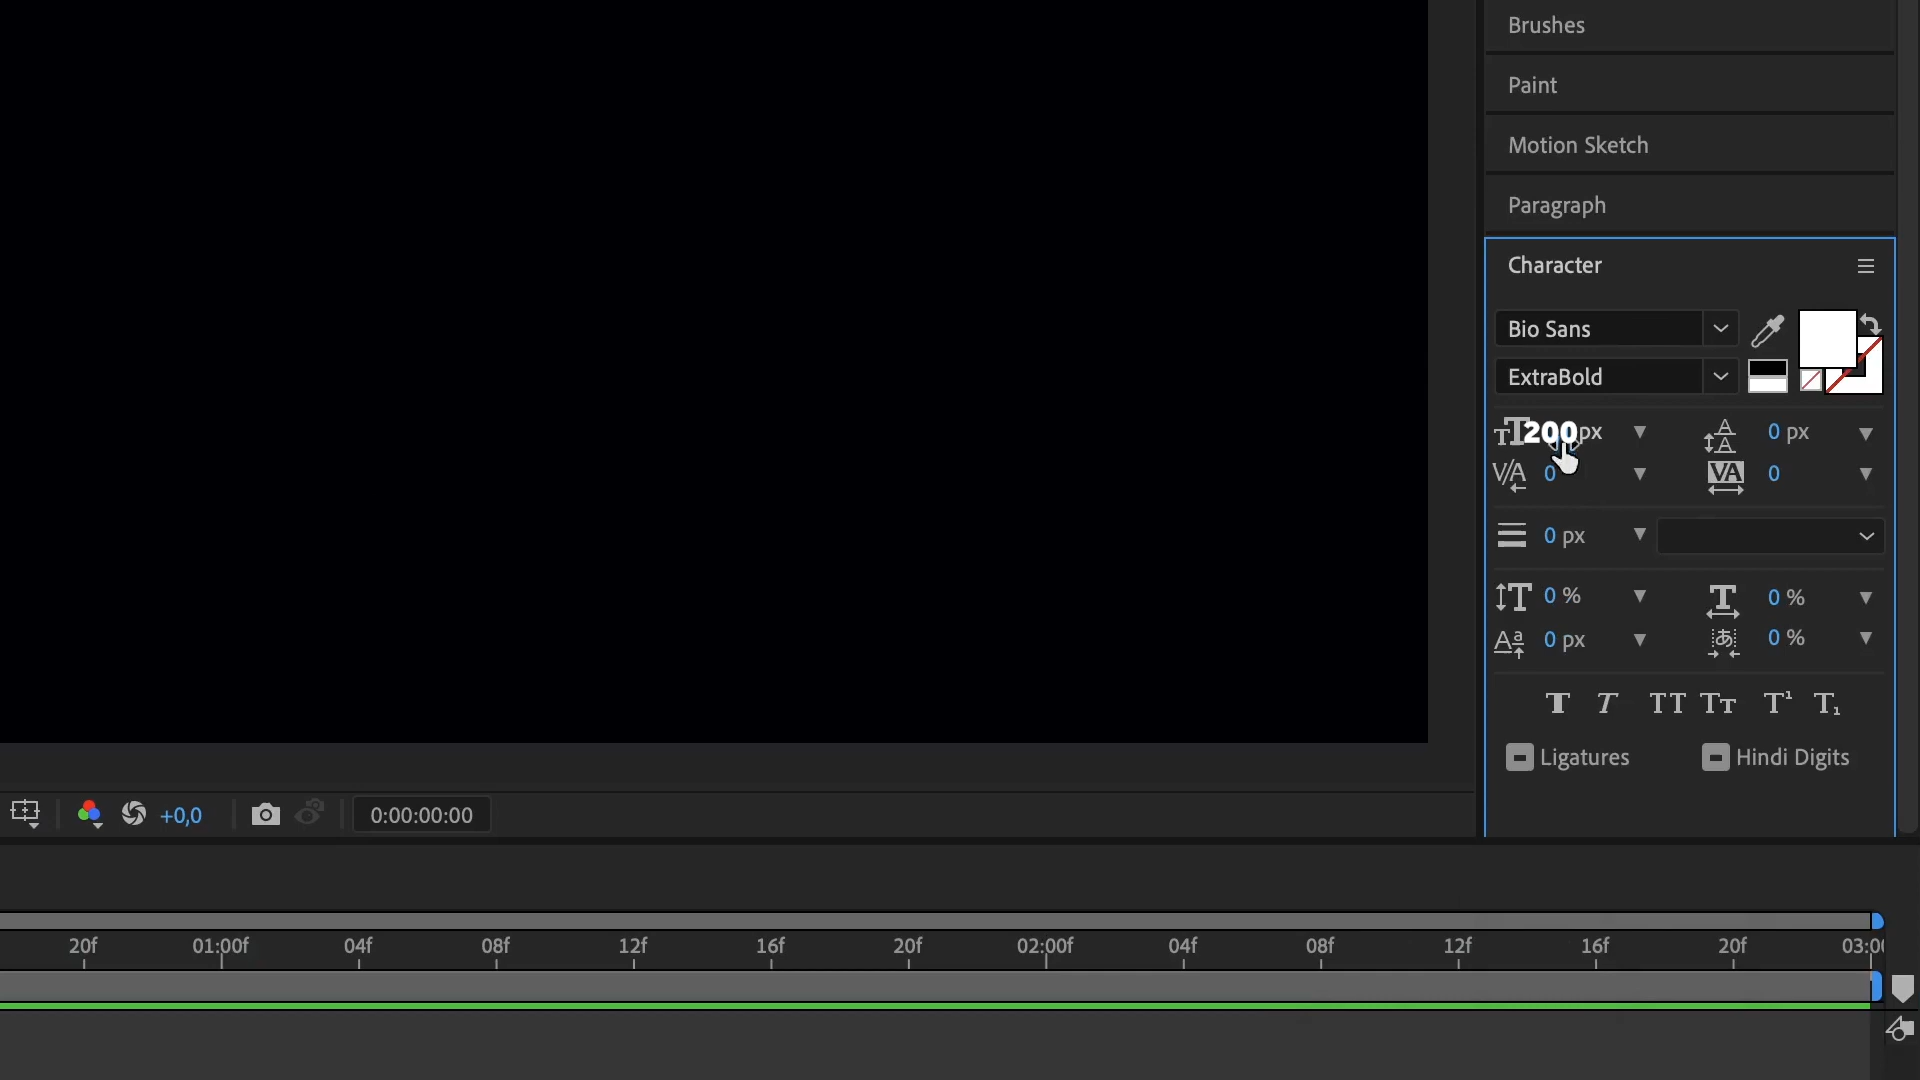 Brushes
Paint
Motion Sketch
Paragraph
Character
Bio Sans
ExtraBold
200 px
0 px
0
0
0 px
0 %
0 %
0 px
0 %
Ligatures
Hindi Digits
+0,0
0:00:00:00
20f 01:00f 04f 08f 12f 16f 20f 02:00f 04f 08f 12f 16f 20f 03:00